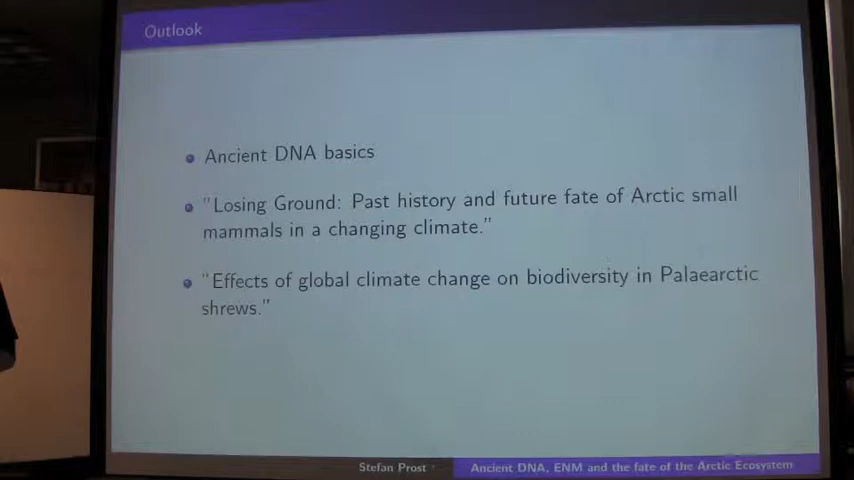 Outlook
Ancient DNA basics
"Losing Ground: Past history and future fate of Arctic small
mammals in a changing climate."
"Effects of global climate change on biodiversity in Palaearctic
shrews."
Stefan Prost
Ancient DNA, ENM and the fate of the Arctic Ecosystem